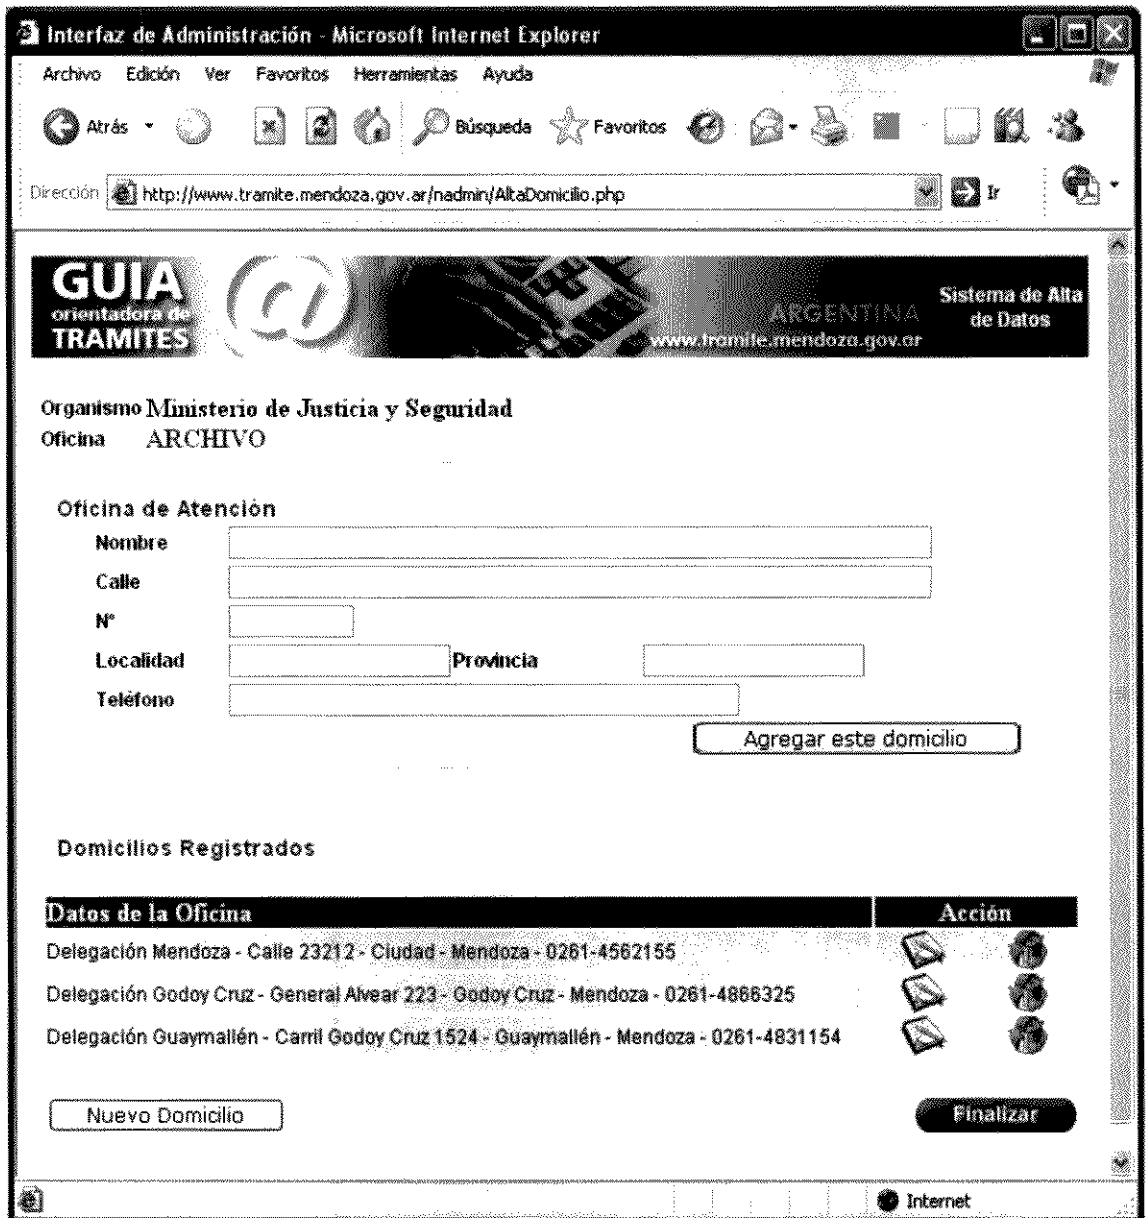 Interfaz de Administración - Microsoft Internet Explorer
Archivo Edición Ver Favoritos Herramientas Ayuda
Atrás Búsqueda Favoritos
Dirección http://www.tramite.mendoza.gov.ar/nadmin/AltaDomicilio.php Ir
GUIA
orientadora de
TRAMITES
@
ARGENTINA
www.tramite.mendoza.gov.ar
Sistema de Alta
de Datos
Organismo Ministerio de Justicia y Seguridad
Oficina ARCHIVO
Oficina de Atención
Nombre
Calle
N°
Localidad Provincia
Teléfono
Agregar este domicilio
Domicilios Registrados
Datos de la Oficina Acción
Delegación Mendoza - Calle 23212 - Ciudad - Mendoza - 0261-4562155
Delegación Godoy Cruz - General Alvear 223 - Godoy Cruz - Mendoza - 0261-4866325
Delegación Guaymallén - Carril Godoy Cruz 1524 - Guaymallén - Mendoza - 0261-4831154
Nuevo Domicilio Finalizar
Internet